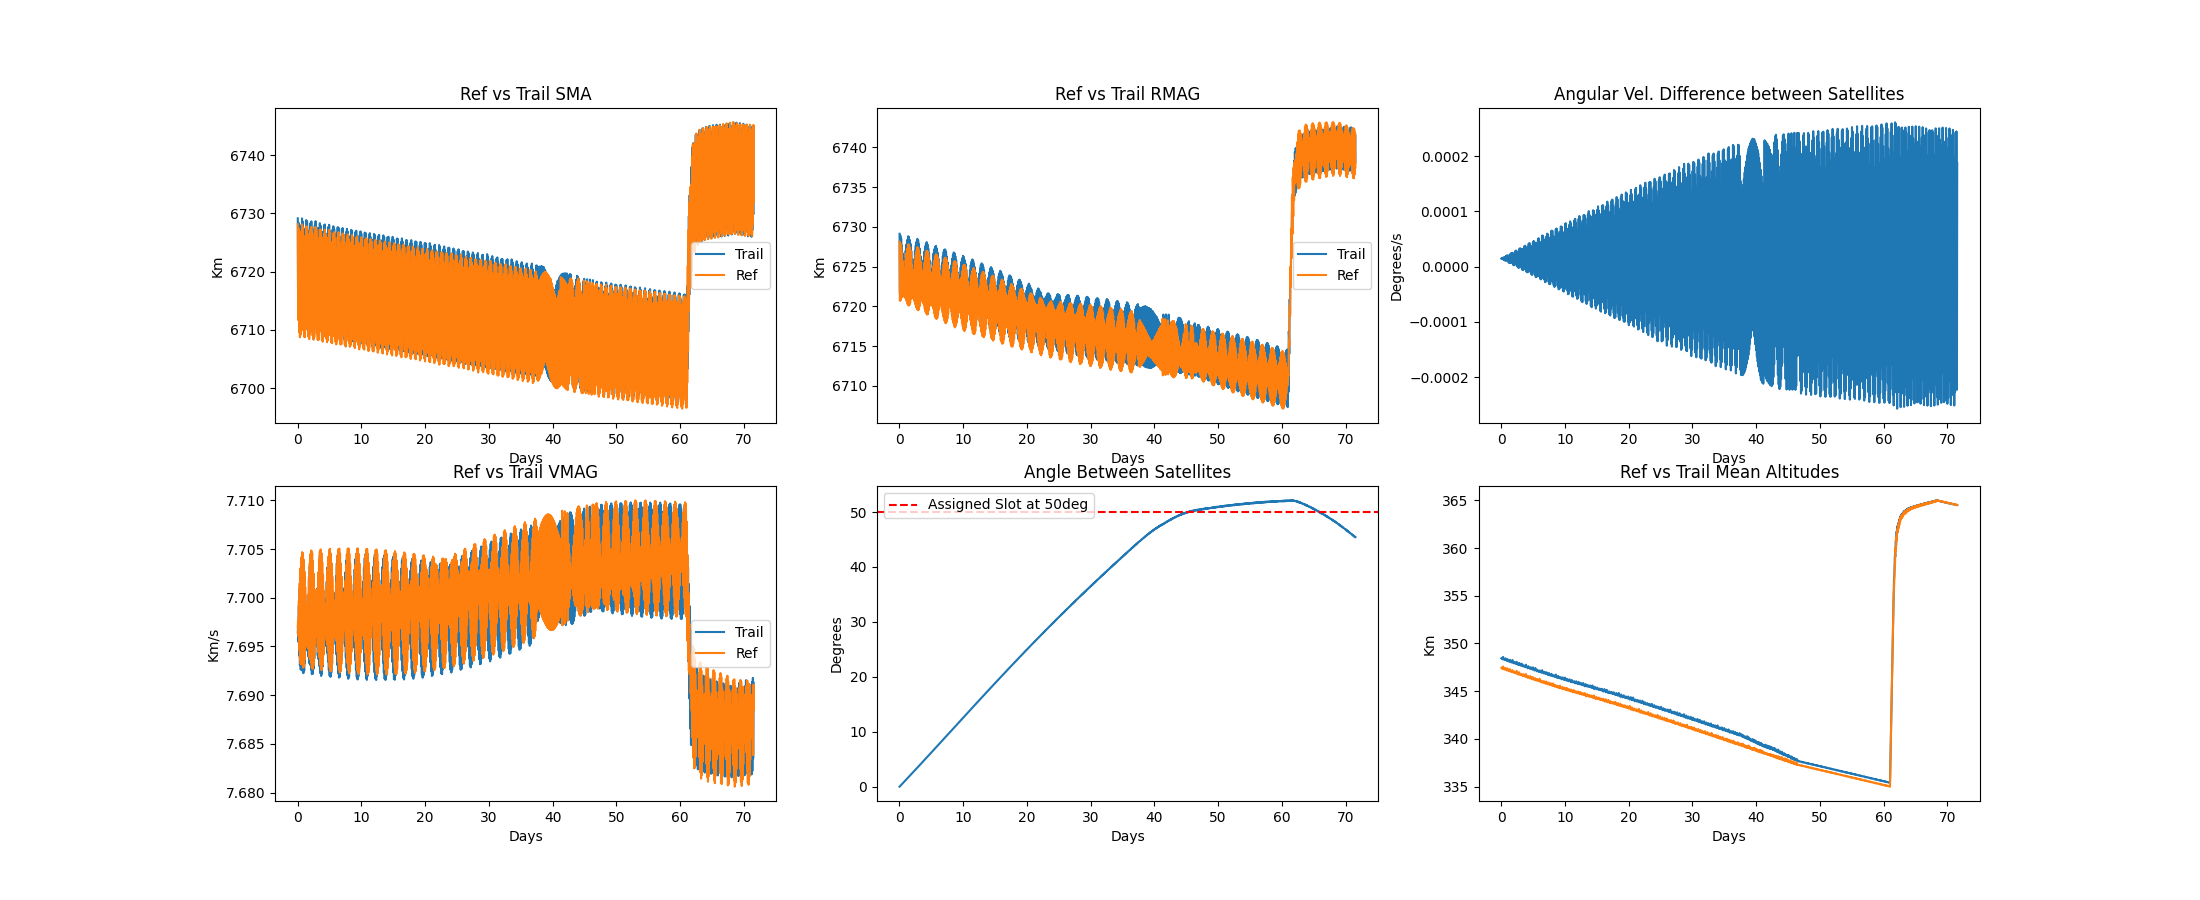 Ref vs Trail SMA
Km
6740
6730
6720
6710
6700
0 10 20 30 40 50 60 70
Days
Trail
Ref
Ref vs Trail RMAG
Km
6740
6735
6730
6725
6720
6715
6710
0 10 20 30 40 50 60 70
Days
Trail
Ref
Angular Vel. Difference between Satellites
Degrees/s
0.0002
0.0001
0.0000
−0.0001
−0.0002
0 10 20 30 40 50 60 70
Days
Ref vs Trail VMAG
Km/s
7.710
7.705
7.700
7.695
7.690
7.685
7.680
0 10 20 30 40 50 60 70
Days
Trail
Ref
Angle Between Satellites
Degrees
50
40
30
20
10
0
0 10 20 30 40 50 60 70
Days
Assigned Slot at 50deg
Ref vs Trail Mean Altitudes
Km
365
360
355
350
345
340
335
0 10 20 30 40 50 60 70
Days